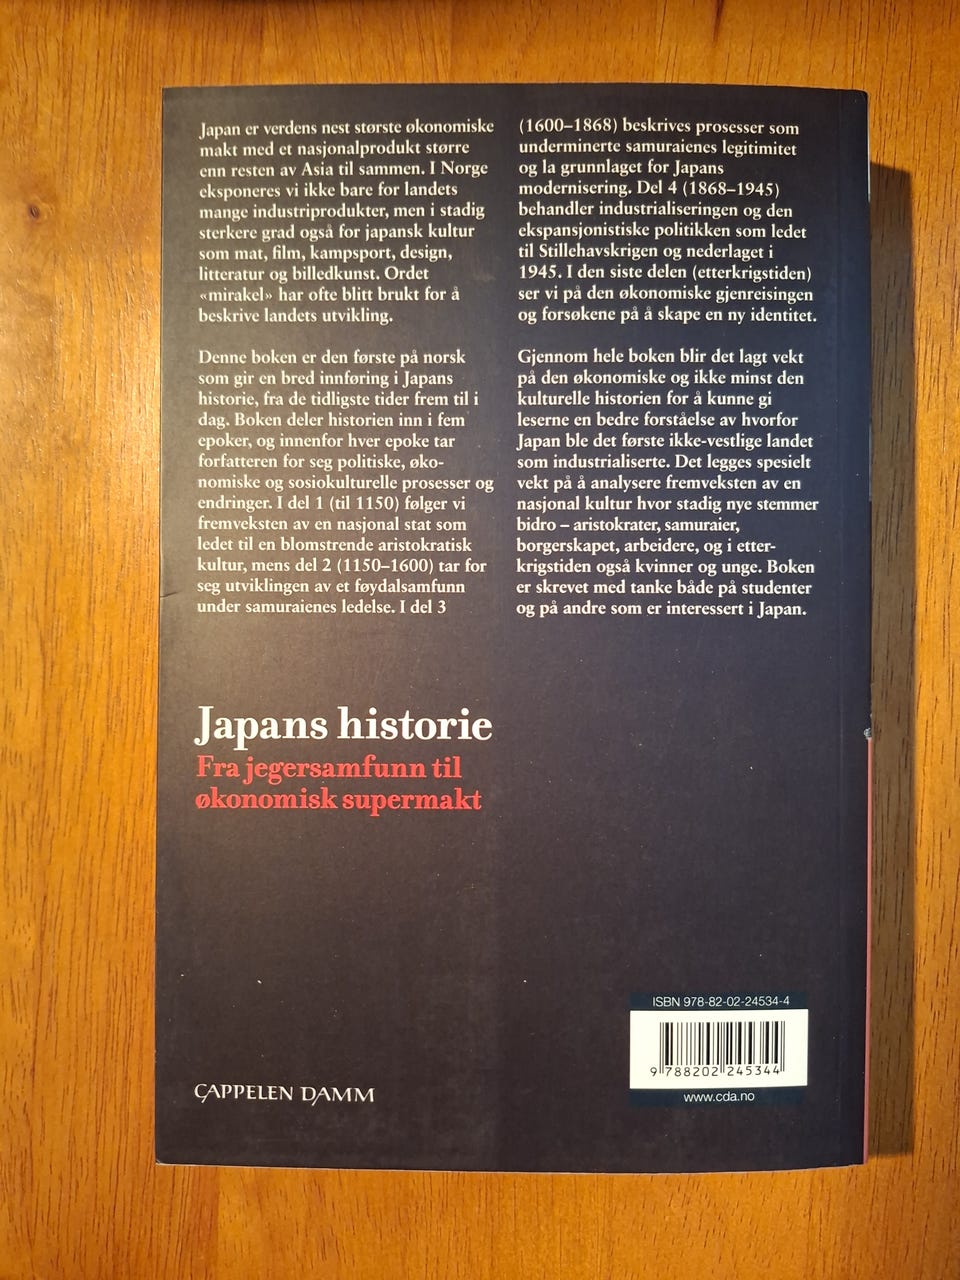 Japan er verdens nest største økonomiske
makt med et nasjonalprodukt større
enn resten av Asia til sammen. I Norge
eksponeres vi ikke bare for landets
mange industriprodukter, men i stadig
sterkere grad også for japansk kultur
som mat, film, kampsport, design,
litteratur og billedkunst. Ordet
«mirakel» har ofte blitt brukt for å
beskrive landets utvikling.
Denne boken er den første på norsk
som gir en bred innføring i Japans
historie, fra de tidligste tider frem til i
dag. Boken deler historien inn i fem
epoker, og innenfor hver epoke tar
forfatteren for seg politiske, øko-
nomiske og sosiokulturelle prosesser og
endringer. I del 1 (til 1150) følger vi
fremveksten av en nasjonal stat som
ledet til en blomstrende aristokratisk
kultur, mens del 2 (1150–1600) tar for
seg utviklingen av et føydalsamfunn
under samuraienes ledelse. I del 3
(1600–1868) beskrives prosesser som
underminerte samuraienes legitimitet
og la grunnlaget for Japans
modernisering. Del 4 (1868–1945)
behandler industrialiseringen og den
ekspansjonistiske politikken som ledet
til Stillehavskrigen og nederlaget i
1945. I den siste delen (etterkrigstiden)
ser vi på den økonomiske gjenreisingen
og forsøkene på å skape en ny identitet.
Gjennom hele boken blir det lagt vekt
på den økonomiske og ikke minst den
kulturelle historien for å kunne gi
leserne en bedre forståelse av hvorfor
Japan ble det første ikke-vestlige landet
som industrialiserte. Det legges spesielt
vekt på å analysere fremveksten av en
nasjonal kultur hvor stadig nye stemmer
bidro – aristokrater, samuraier,
borgerskapet, arbeidere, og i etter-
krigstiden også kvinner og unge. Boken
er skrevet med tanke både på studenter
og på andre som er interessert i Japan.
Japans historie
Fra jegersamfunn til
økonomisk supermakt
CAPPELEN DAMM
ISBN 978-82-02-24534-4
9 788202 245344
www.cda.no